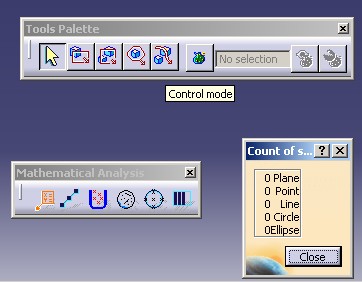 Tools Palette
No selection
Control mode
Mathematical Analysis
Count of s...
0 Plane
0 Point
0 Line
0 Circle
0Ellipse
Close